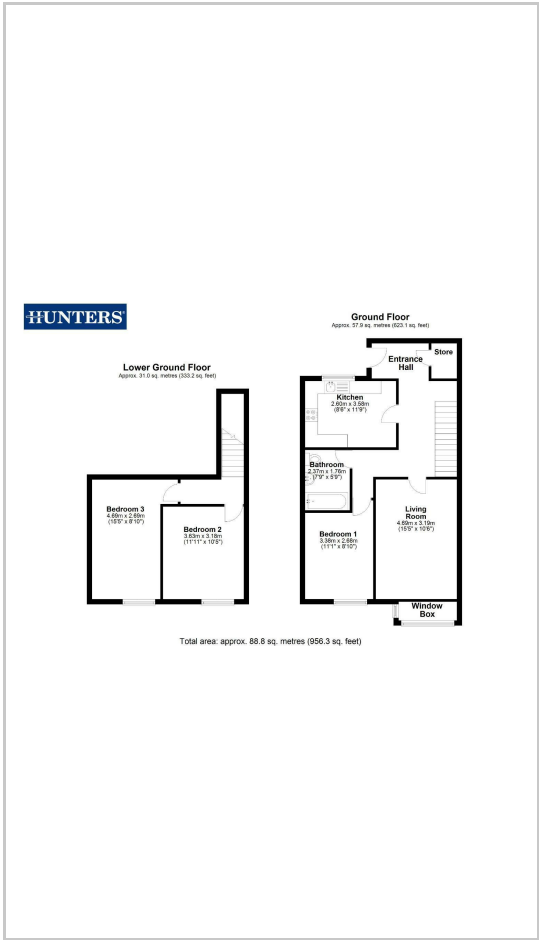 HUNTERS
Lower Ground Floor
Approx. 31.0 sq. metres (333.2 sq. feet)
Bedroom 3
4.69m x 2.69m
(15'5" x 8'10")
Bedroom 2
3.63m x 3.18m
(11'11" x 10'5")
Ground Floor
Approx. 57.9 sq. metres (623.1 sq. feet)
Entrance
Hall
Store
Kitchen
2.60m x 3.58m
(8'6" x 11'9")
Bathroom
2.37m x 1.76m
(7'9" x 5'9")
Bedroom 1
3.38m x 2.68m
(11'1" x 8'10")
Living
Room
4.69m x 3.19m
(15'5" x 10'6")
Window
Box
Total area: approx. 88.8 sq. metres (956.3 sq. feet)